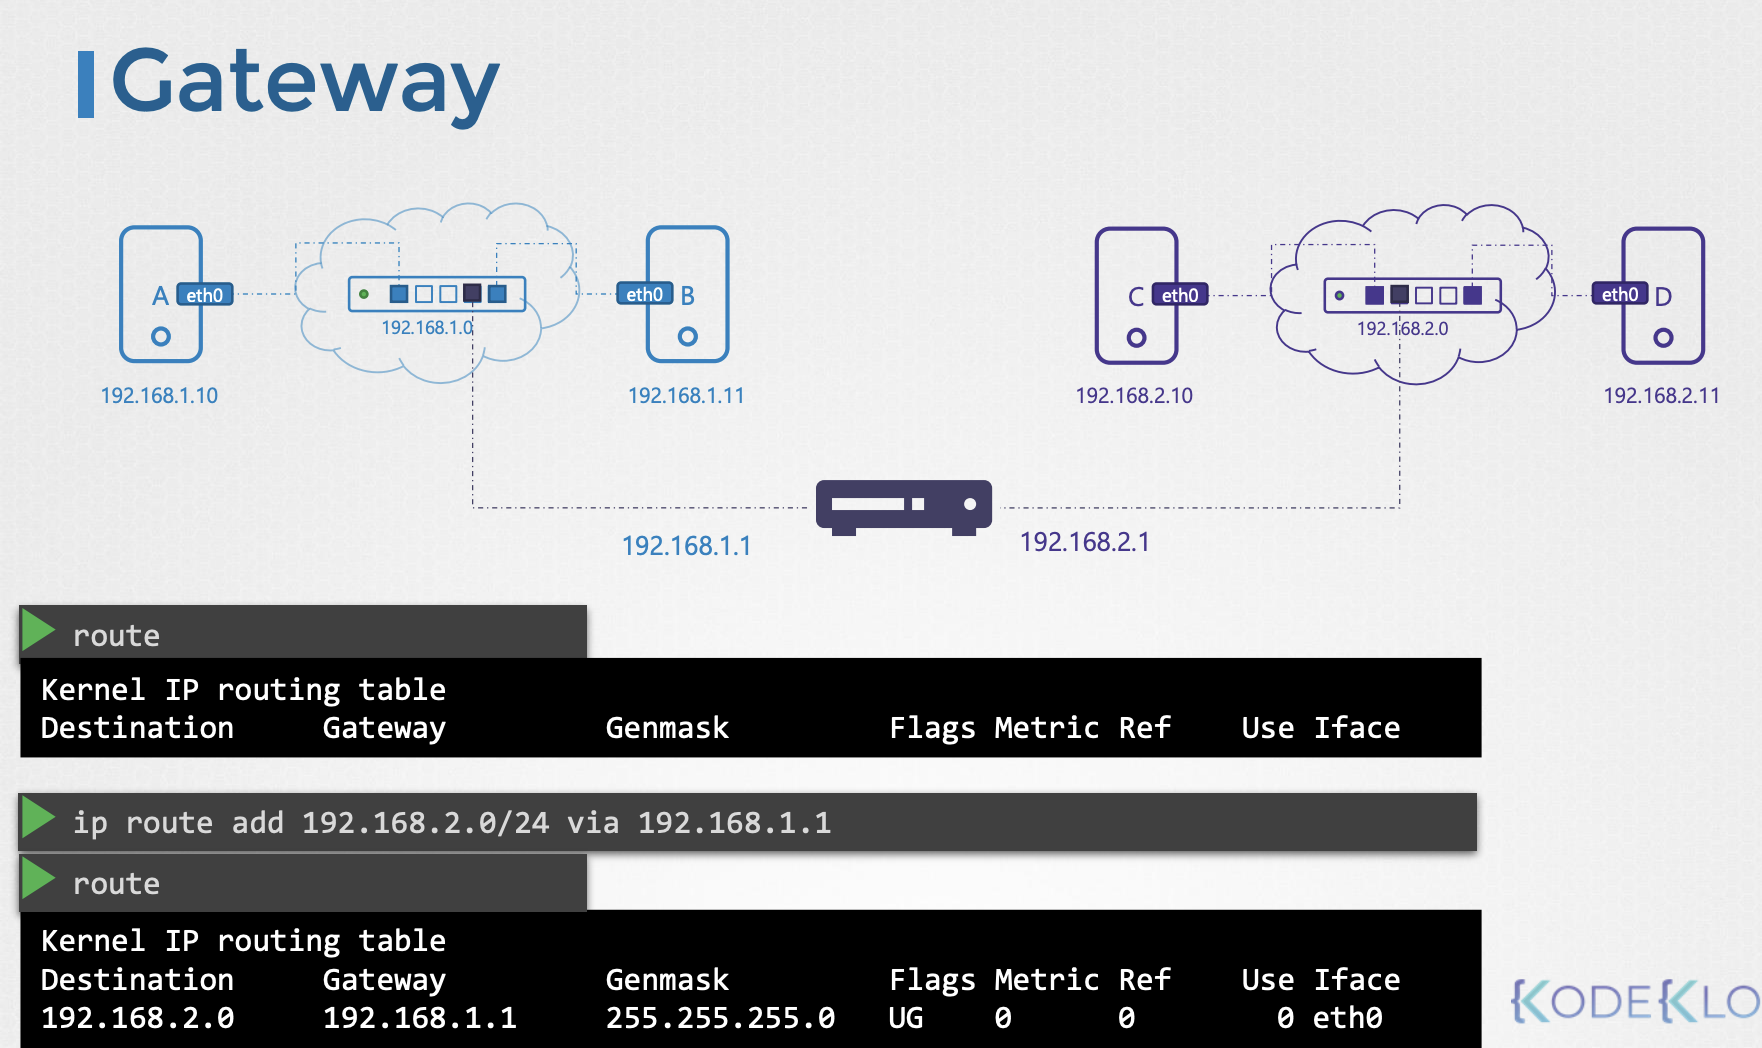 Gateway
A eth0
eth0 B
C eth0
eth0 D
192.168.1.0
192.168.2.0
192.168.1.10
192.168.1.11
192.168.2.10
192.168.2.11
192.168.1.1
192.168.2.1
route
Kernel IP routing table
Destination Gateway Genmask Flags Metric Ref Use Iface
ip route add 192.168.2.0/24 via 192.168.1.1
route
Kernel IP routing table
Destination Gateway Genmask Flags Metric Ref Use Iface
192.168.2.0 192.168.1.1 255.255.255.0 UG 0 0 0 eth0
KODEKLO